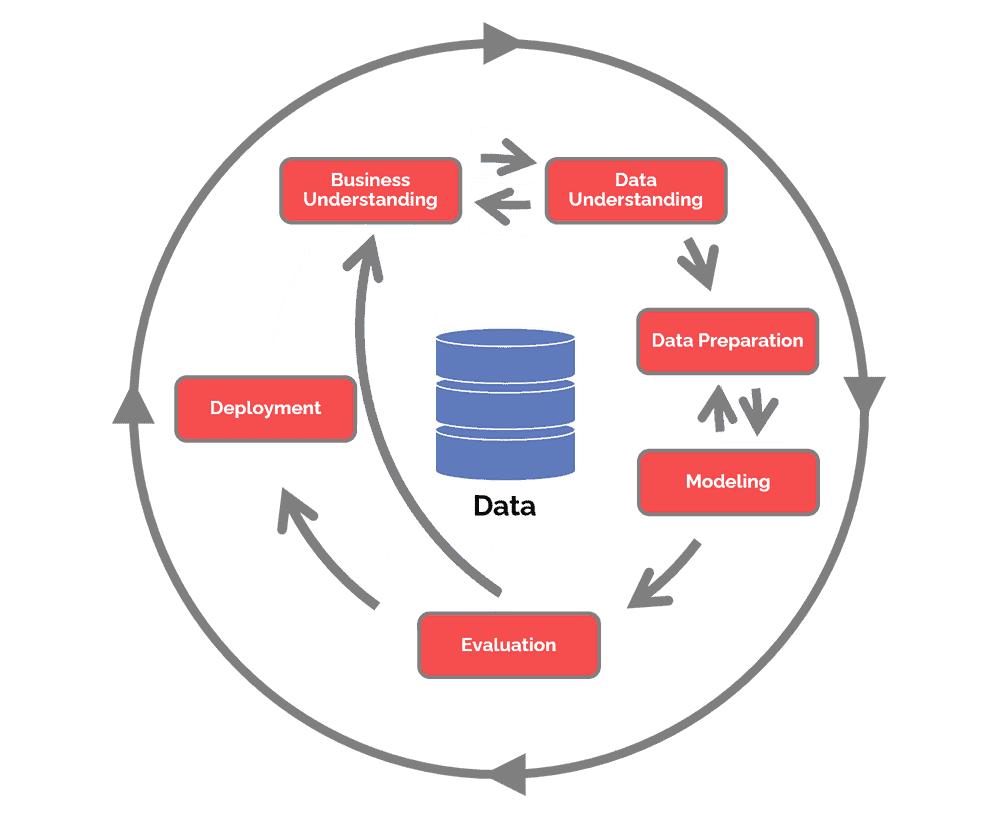 Business
Understanding
Data
Understanding
Data Preparation
Deployment
Modeling
Data
Evaluation